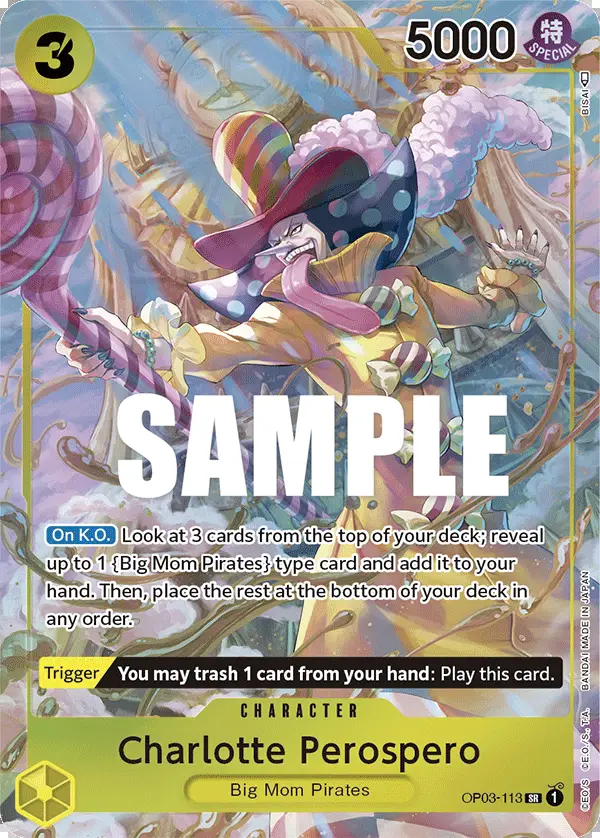 3
5000
特
SPECIAL
BISAI
SAMPLE
On K.O. Look at 3 cards from the top of your deck; reveal
up to 1 {Big Mom Pirates} type card and add it to your
hand. Then, place the rest at the bottom of your deck in
any order.
Trigger You may trash 1 card from your hand: Play this card.
CHARACTER
Charlotte Perospero
Big Mom Pirates
OP03-113 SR 1
©EO/S ©E.O./S., T.A. BANDAI MADE IN JAPAN